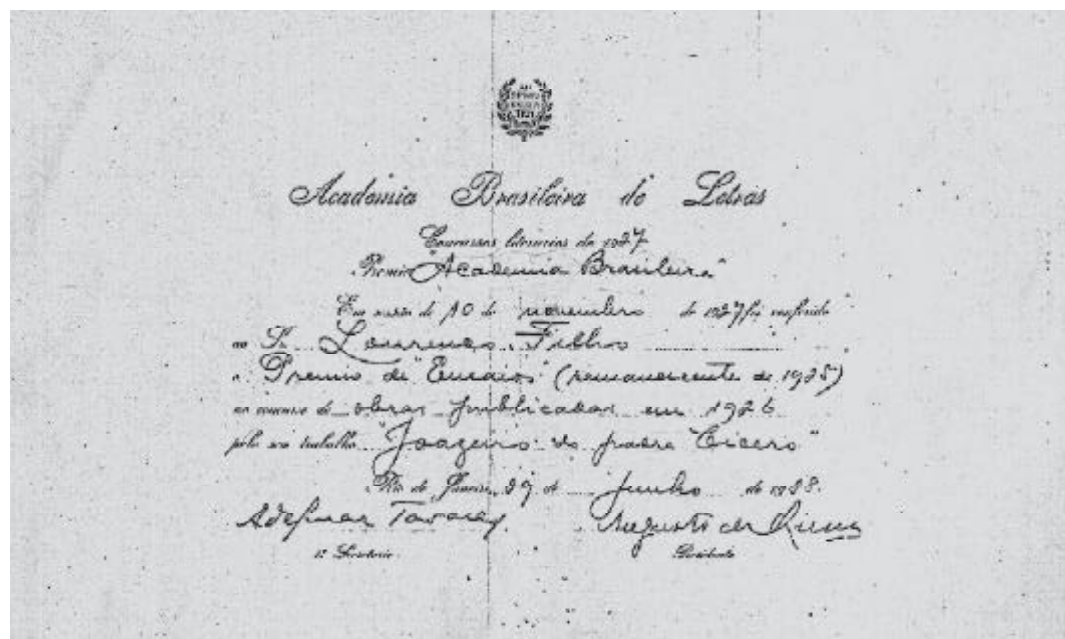 Academia Brasileira de Letras
Concursos literarios de 1927
Premio "Academia Brasileira"
Em sessão de 10 de novembro de 1927 foi conferido
ao Sr. Lourenço Filho
o Premio de "Ensaios" (remanescente de 1925)
no concurso de obras publicadas em 1926
pelo seu trabalho "Joazeiro do padre Cicero"
Rio de Janeiro, 29 de Junho de 1928.
Adelmar Tavares Augusto de Lima
1º Secretario Presidente